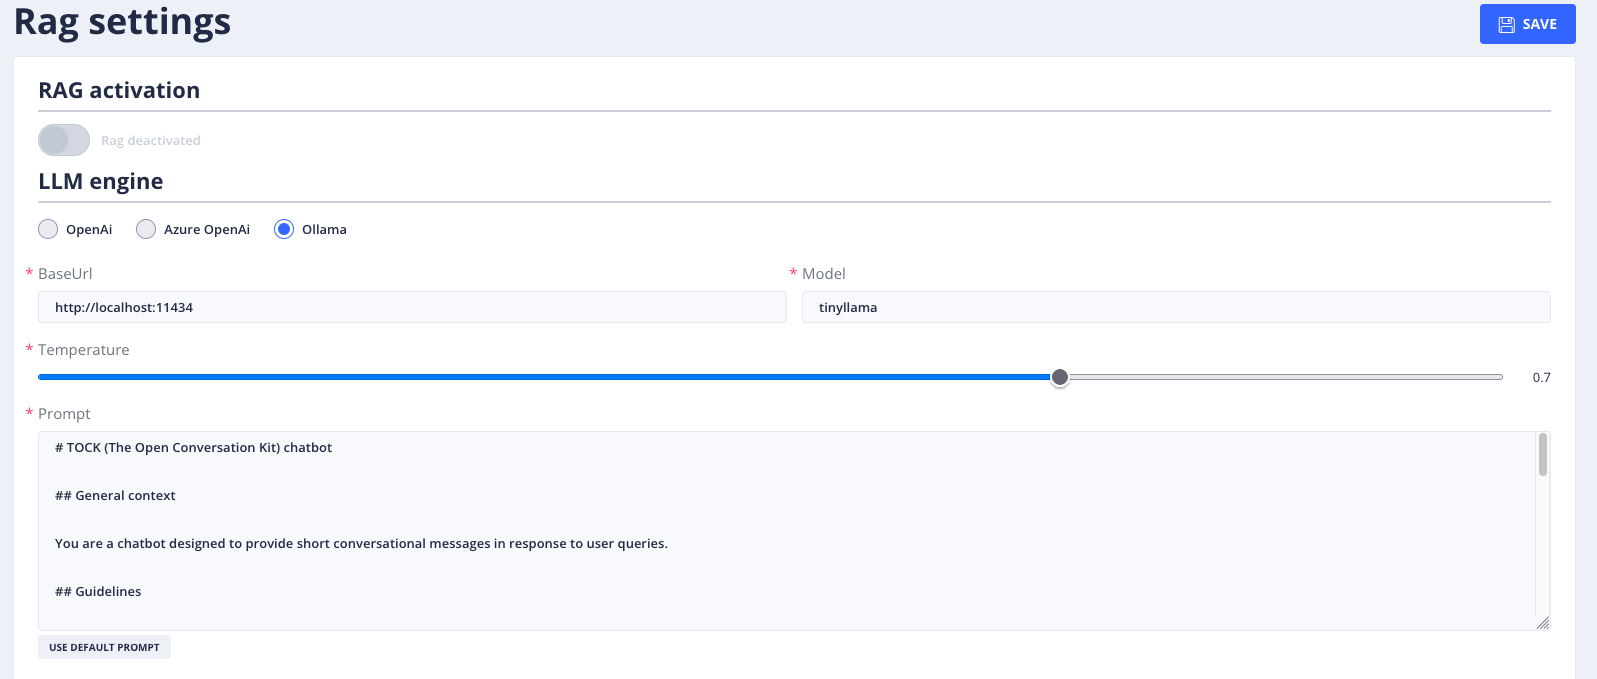 Rag settings
SAVE
RAG activation
Rag deactivated
LLM engine
OpenAi
Azure OpenAi
Ollama
* BaseUrl
* Model
http://localhost:11434
tinyllama
* Temperature
0.7
* Prompt
# TOCK (The Open Conversation Kit) chatbot
## General context
You are a chatbot designed to provide short conversational messages in response to user queries.
## Guidelines
USE DEFAULT PROMPT